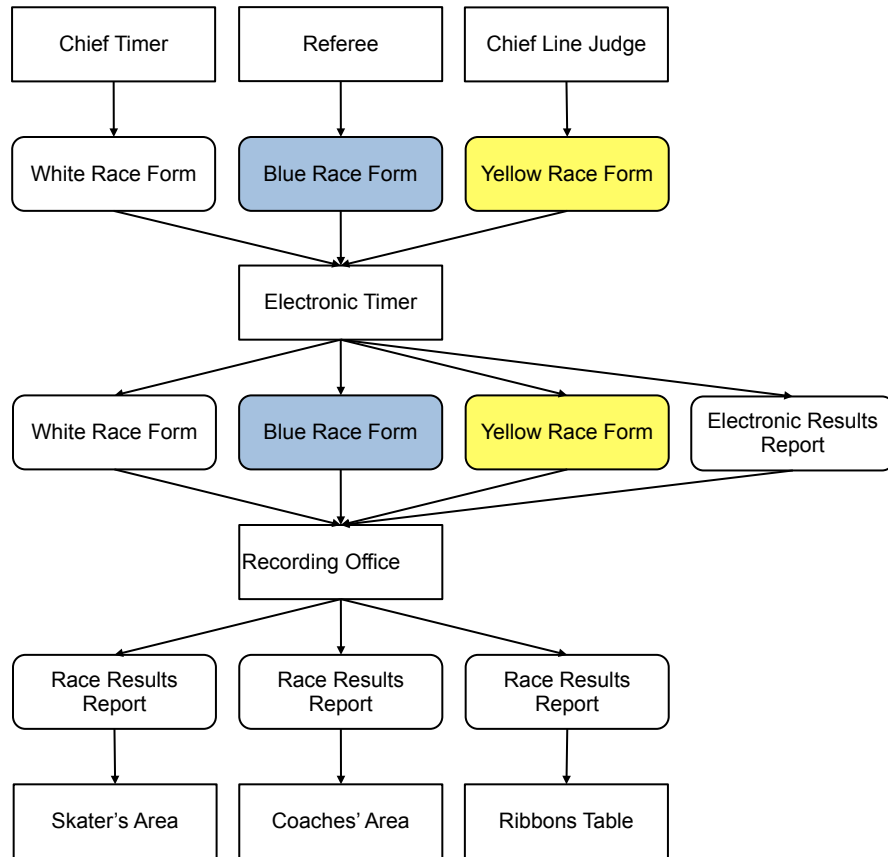 Chief Timer
Referee
Chief Line Judge
White Race Form
Blue Race Form
Yellow Race Form
Electronic Timer
White Race Form
Blue Race Form
Yellow Race Form
Electronic Results
Report
Recording Office
Race Results
Report
Race Results
Report
Race Results
Report
Skater’s Area
Coaches’ Area
Ribbons Table